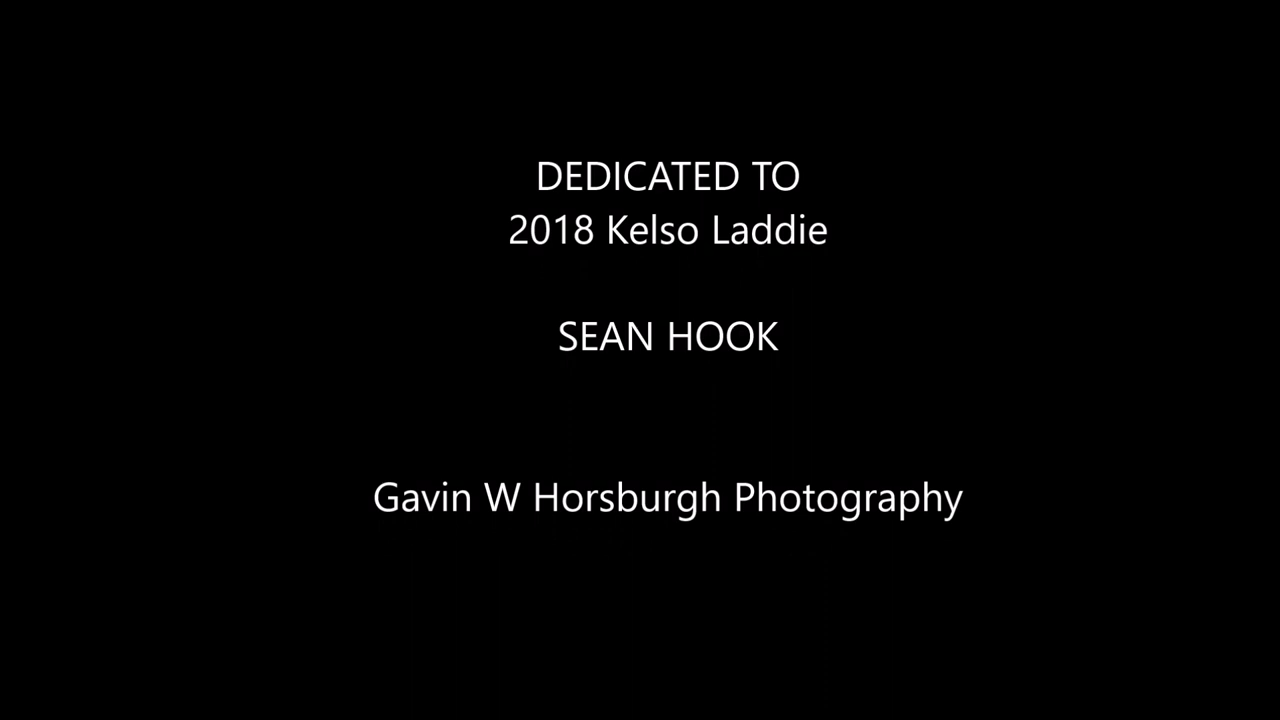 DEDICATED TO
2018 Kelso Laddie
SEAN HOOK
Gavin W Horsburgh Photography